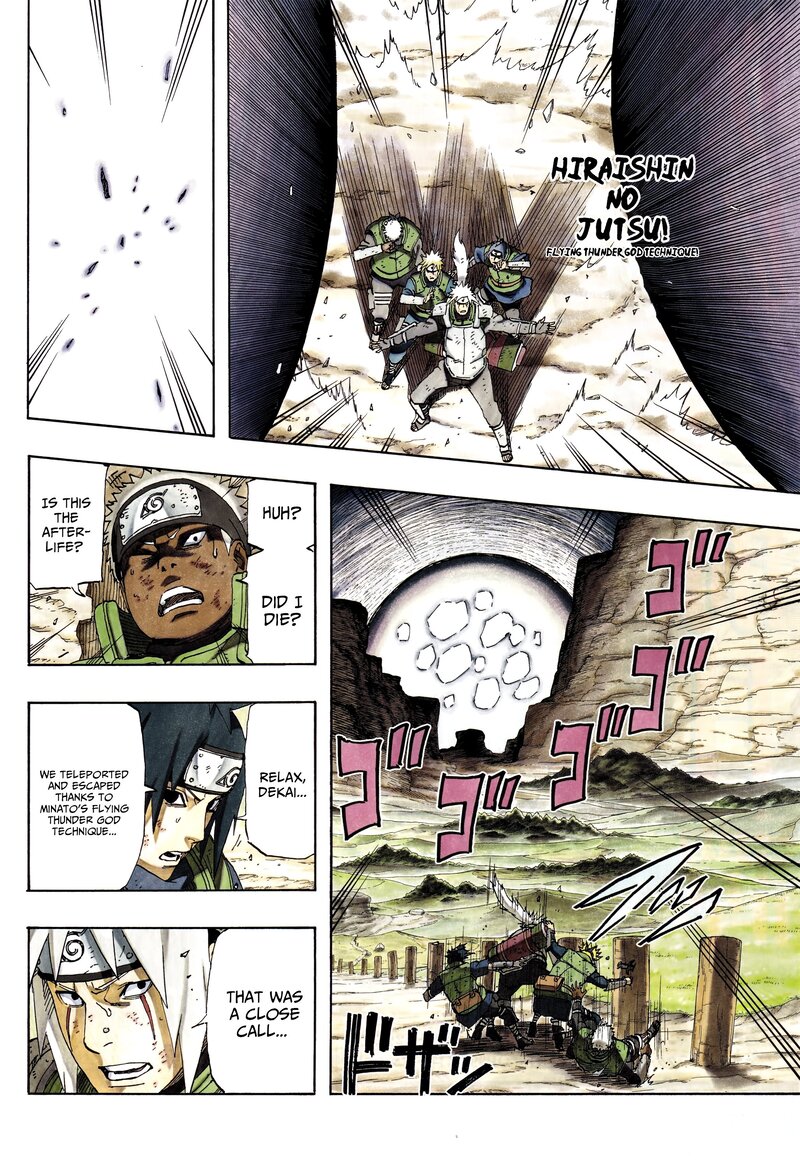 HIRAISHIN
NO
JUTSU!
FLYING THUNDER GOD TECHNIQUE!
ゴ
ゴ
ゴ
ゴ
ゴ
ゴ
ドザッ
HUH?
DID I
DIE?
IS THIS
THE
AFTER-
LIFE?
RELAX,
DEKAI...
WE TELEPORTED
AND ESCAPED
THANKS TO
MINATO'S FLYING
THUNDER GOD
TECHNIQUE...
THAT WAS
A CLOSE
CALL...